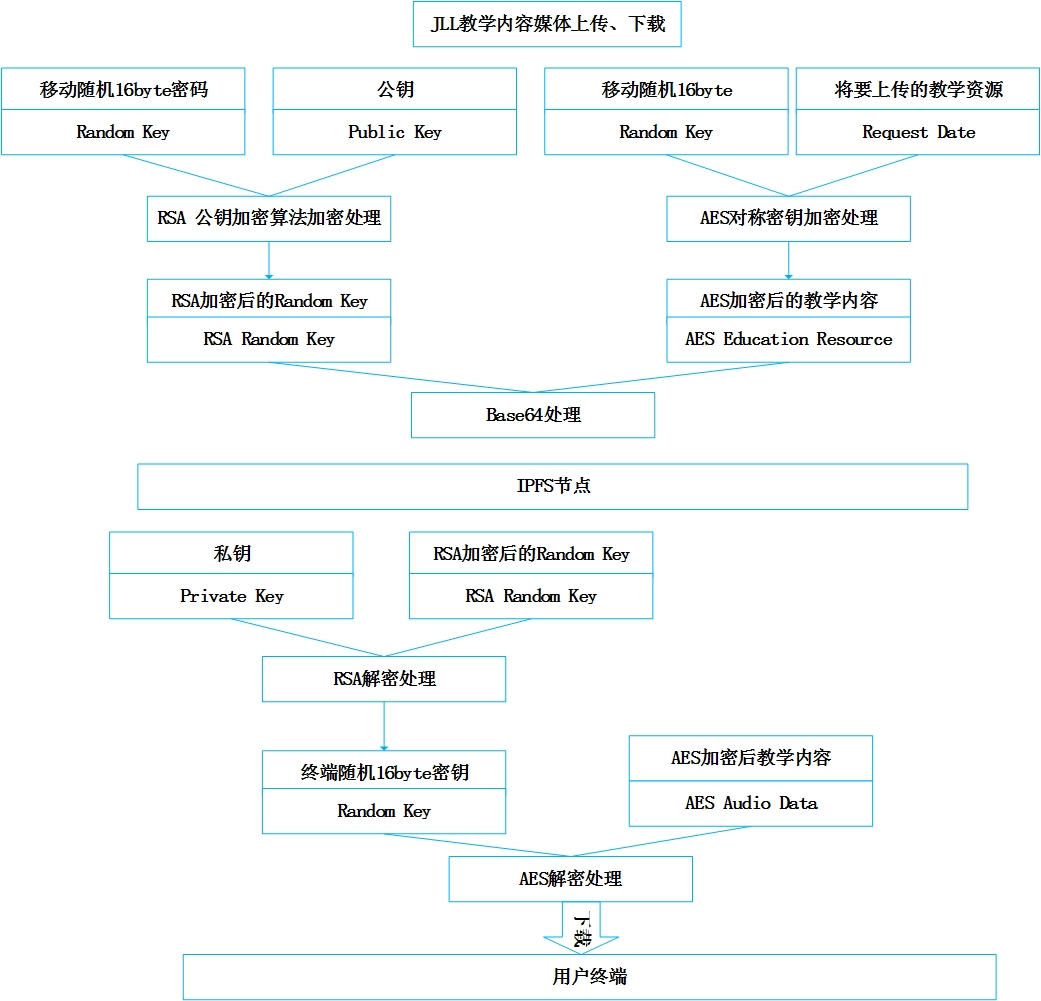 JLL教学内容媒体上传、下载
移动随机16byte密码
公钥
移动随机16byte
将要上传的教学资源
Random Key
Public Key
Random Key
Request Date
RSA 公钥加密算法加密处理
AES对称密钥加密处理
RSA加密后的Random Key
AES加密后的教学内容
RSA Random Key
AES Education Resource
Base64处理
IPFS节点
私钥
RSA加密后的Random Key
Private Key
RSA Random Key
RSA解密处理
终端随机16byte密钥
AES加密后教学内容
Random Key
AES Audio Data
AES解密处理
下载
用户终端